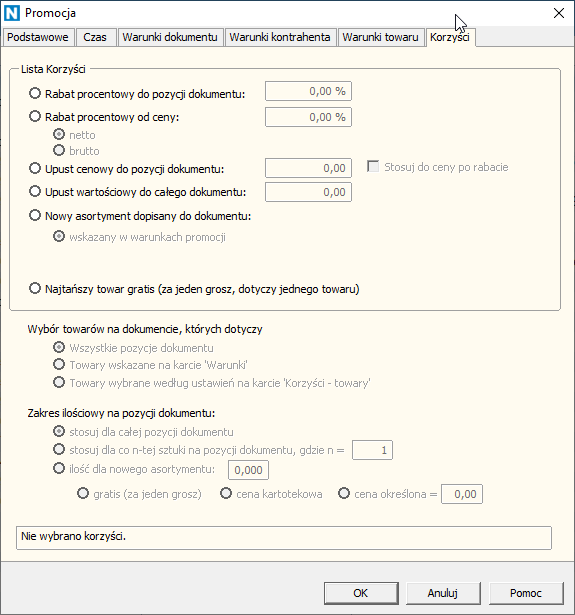 N Promocja
Podstawowe Czas Warunki dokumentu Warunki kontrahenta Warunki towaru Korzyści
Lista Korzyści
Rabat procentowy do pozycji dokumentu: 0,00 %
Rabat procentowy od ceny: 0,00 %
netto
brutto
Upust cenowy do pozycji dokumentu: 0,00 Stosuj do ceny po rabacie
Upust wartościowy do całego dokumentu: 0,00
Nowy asortyment dopisany do dokumentu:
wskazany w warunkach promocji
Najtańszy towar gratis (za jeden grosz, dotyczy jednego towaru)
Wybór towarów na dokumencie, których dotyczy
Wszystkie pozycje dokumentu
Towary wskazane na karcie 'Warunki'
Towary wybrane według ustawień na karcie 'Korzyści - towary'
Zakres ilościowy na pozycji dokumentu:
stosuj dla całej pozycji dokumentu
stosuj dla co n-tej sztuki na pozycji dokumentu, gdzie n = 1
ilość dla nowego asortymentu: 0,000
gratis (za jeden grosz) cena kartotekowa cena określona = 0,00
Nie wybrano korzyści.
OK Anuluj Pomoc